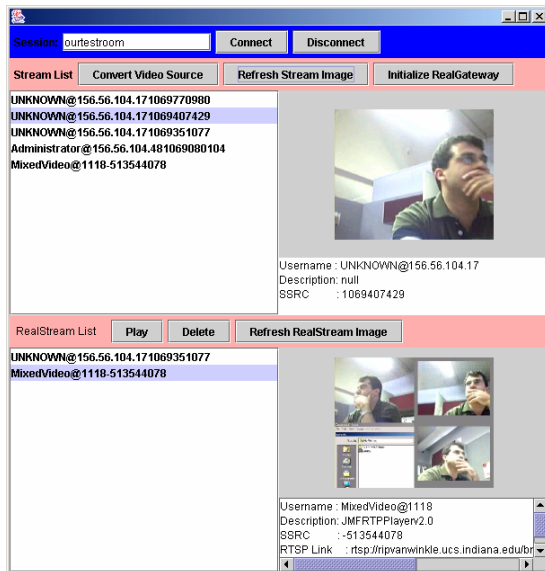 Session: ourtestroom Connect Disconnect
Stream List Convert Video Source Refresh Stream Image Initialize RealGateway
UNKNOWN@156.56.104.171069770980
UNKNOWN@156.56.104.171069407429
UNKNOWN@156.56.104.171069351077
Administrator@156.56.104.481069080104
MixedVideo@1118-513544078
Username : UNKNOWN@156.56.104.17
Description: null
SSRC : 1069407429
RealStream List Play Delete Refresh RealStream Image
UNKNOWN@156.56.104.171069351077
MixedVideo@1118-513544078
Username : MixedVideo@1118
Description: JMFRTPPlayerv2.0
SSRC : -513544078
RTSP Link : rtsp://ripvanwinkle.ucs.indiana.edu/br